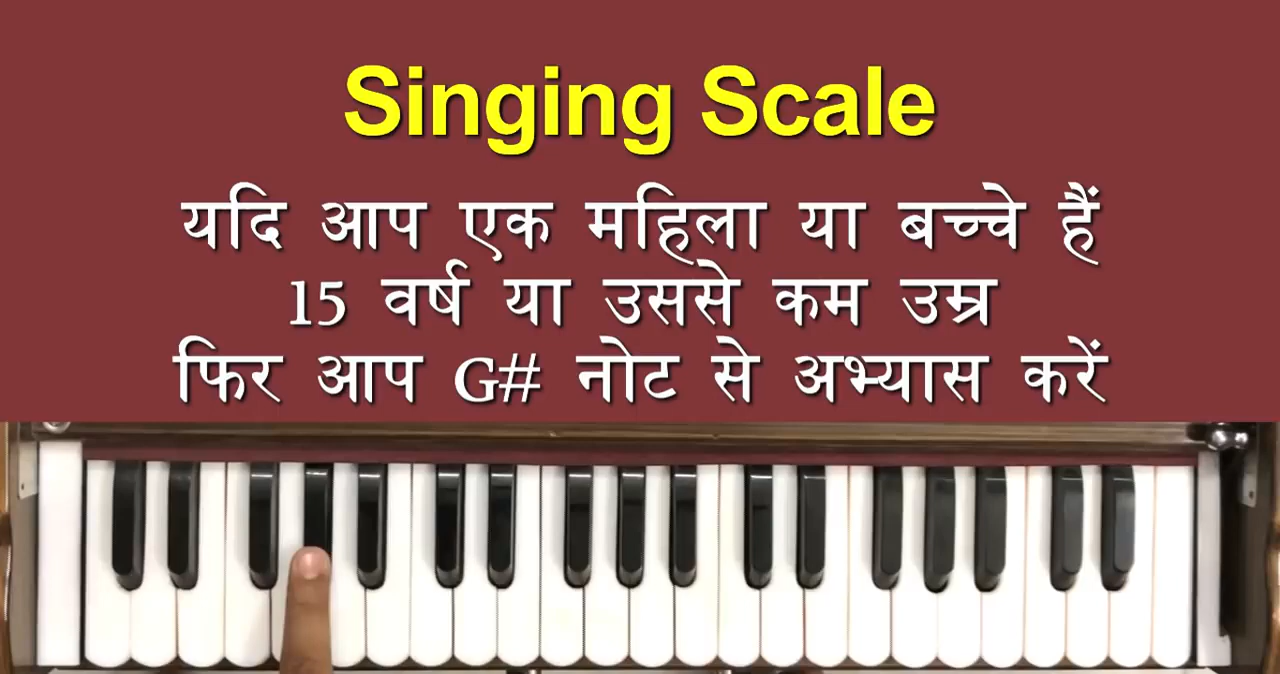 Singing Scale
यदि आप एक महिला या बच्चे हैं
15 वर्ष या उससे कम उम्र
फिर आप G# नोट से अभ्यास करें